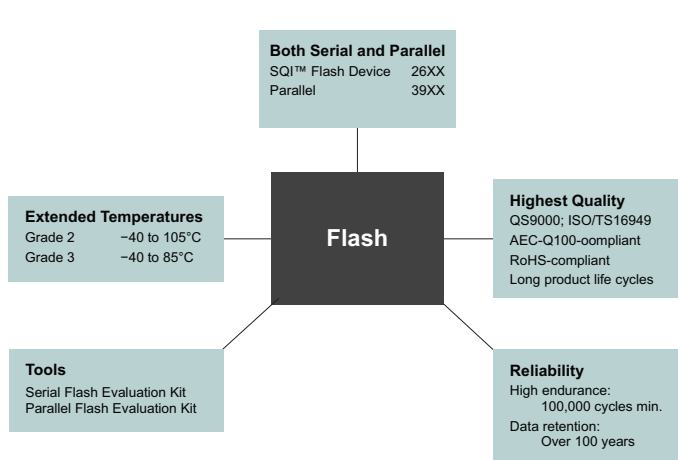 Both Serial and Parallel
SQI™ Flash Device 26XX
Parallel 39XX
Extended Temperatures
Grade 2 −40 to 105°C
Grade 3 −40 to 85°C
Flash
Highest Quality
QS9000; ISO/TS16949
AEC-Q100-oompliant
RoHS-compliant
Long product life cycles
Tools
Serial Flash Evaluation Kit
Parallel Flash Evaluation Kit
Reliability
High endurance:
100,000 cycles min.
Data retention:
Over 100 years